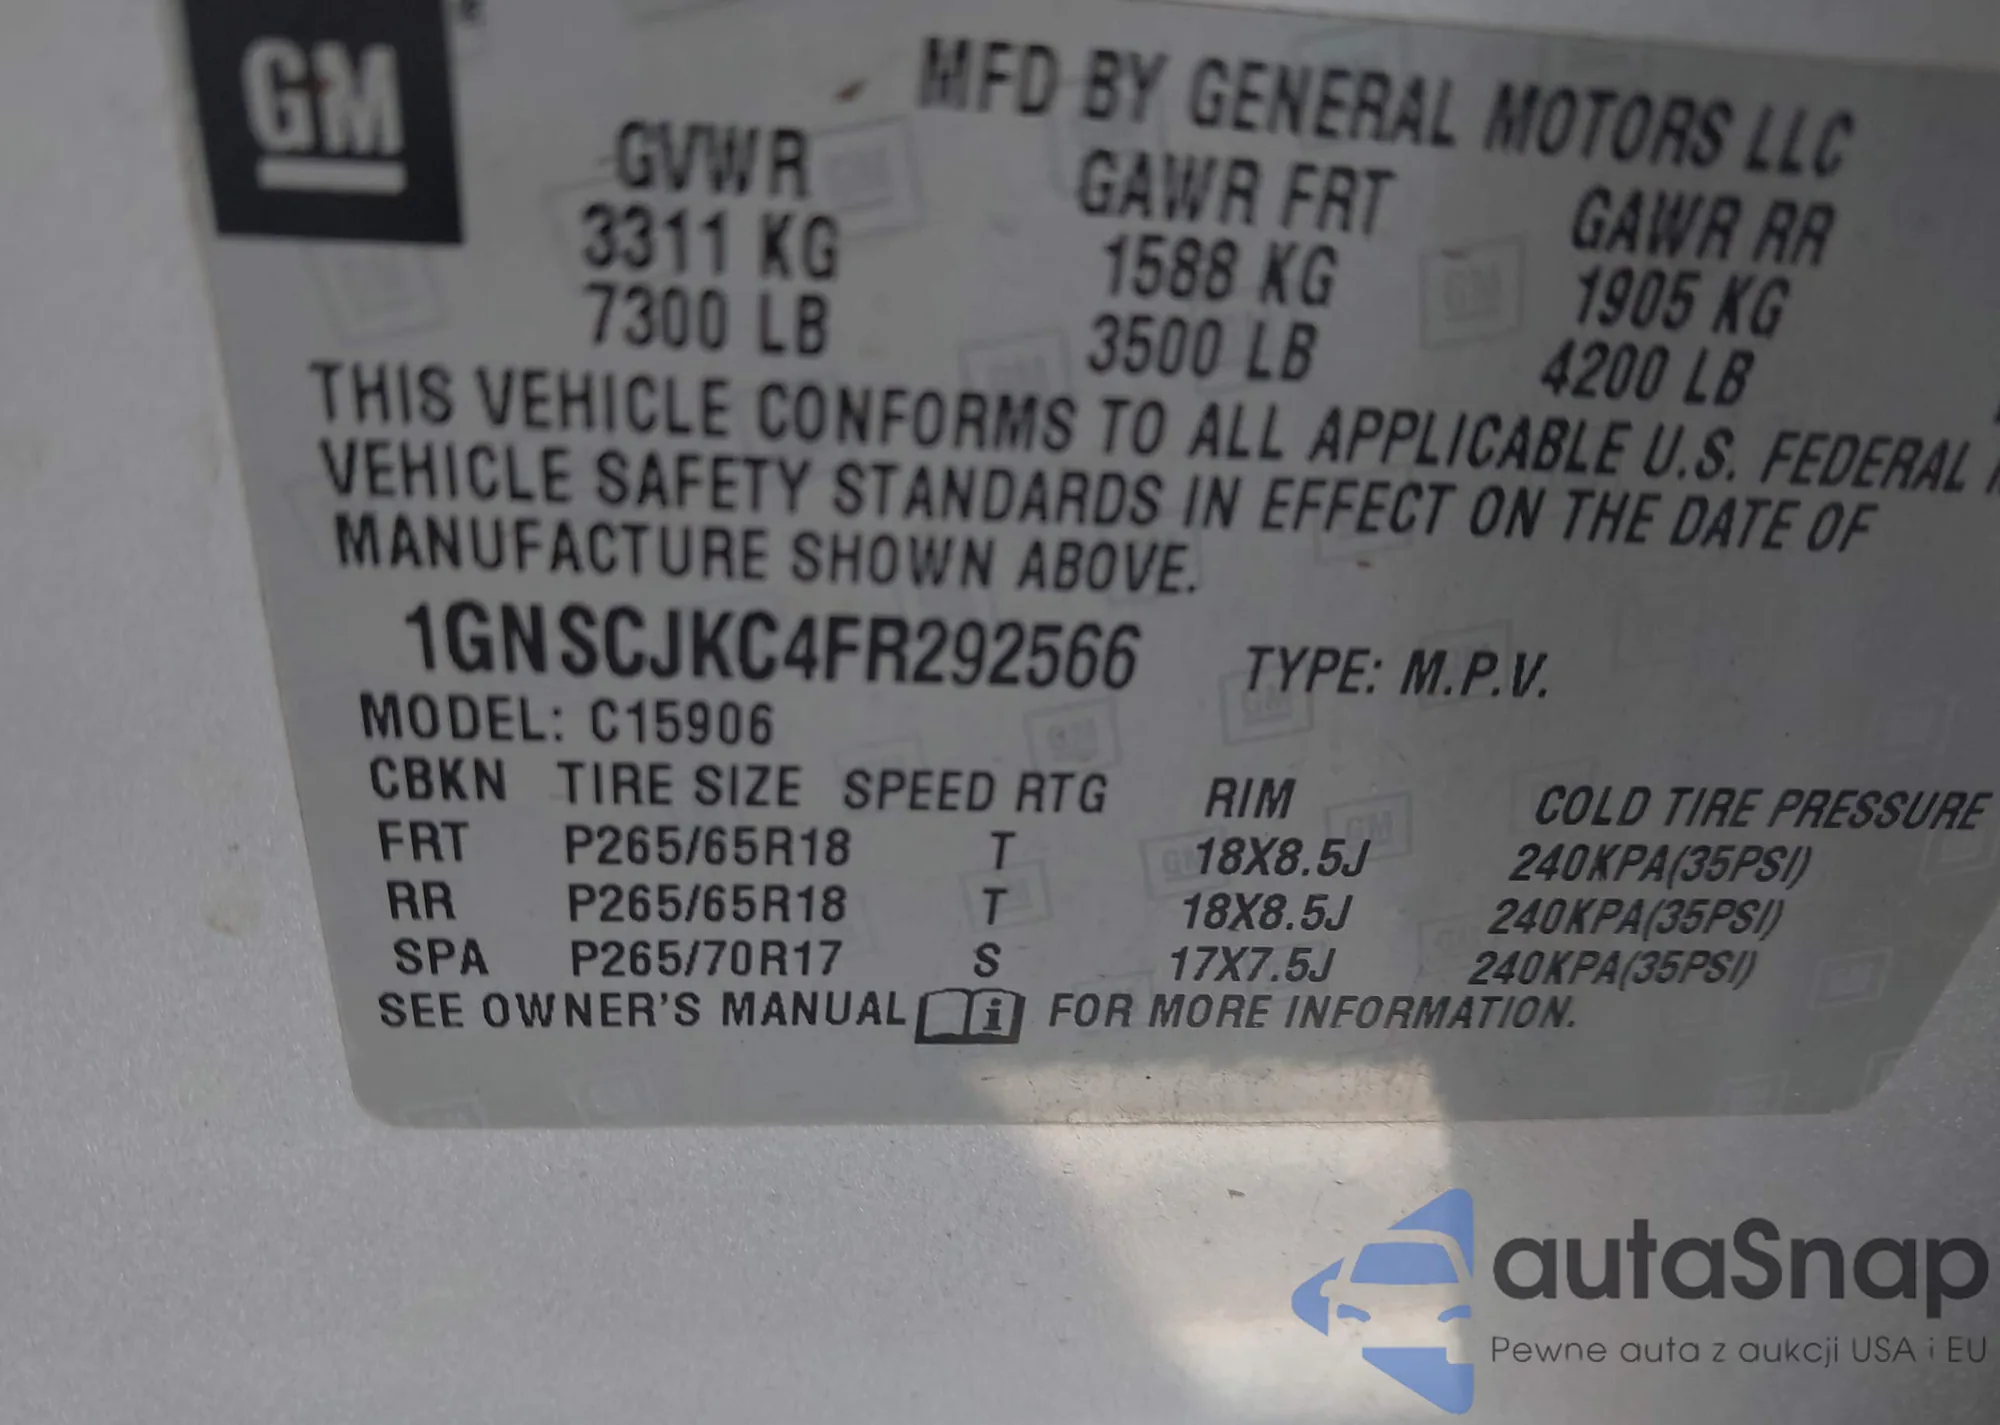 GM
MFD BY GENERAL MOTORS LLC
GVWR GAWR FRT GAWR RR
3311 KG 1588 KG 1905 KG
7300 LB 3500 LB 4200 LB
THIS VEHICLE CONFORMS TO ALL APPLICABLE U.S. FEDERAL
VEHICLE SAFETY STANDARDS IN EFFECT ON THE DATE OF
MANUFACTURE SHOWN ABOVE.
1GNSCJKC4FR292566 TYPE: M.P.V.
MODEL: C15906
CBKN TIRE SIZE SPEED RTG RIM COLD TIRE PRESSURE
FRT P265/65R18 T 18X8.5J 240KPA(35PSI)
RR P265/65R18 T 18X8.5J 240KPA(35PSI)
SPA P265/70R17 S 17X7.5J 240KPA(35PSI)
SEE OWNER'S MANUAL i FOR MORE INFORMATION.
autaSnap
Pewne auta z aukcji USA i EU